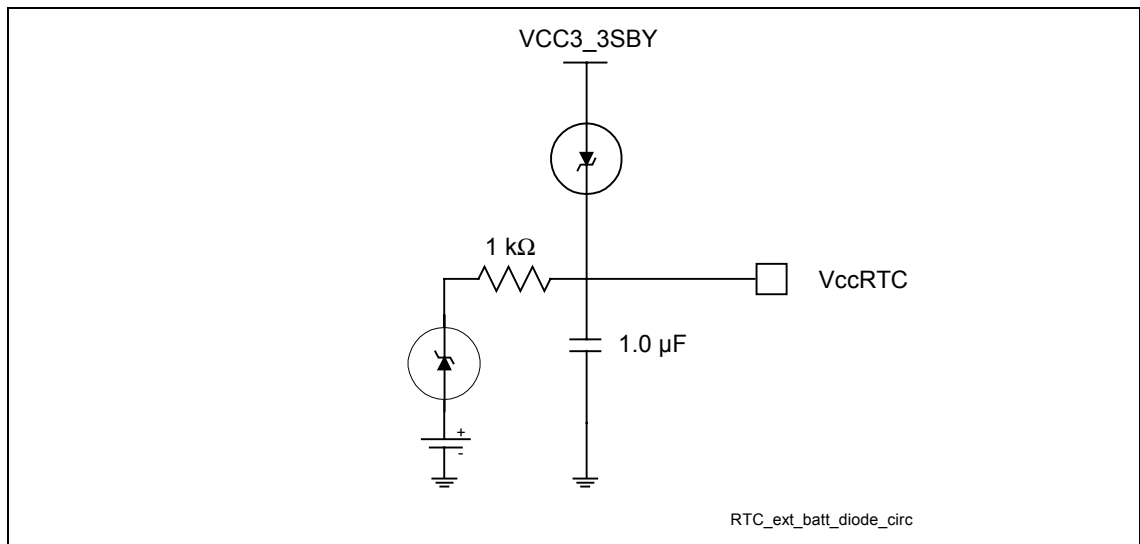 VCC3_3SBY
1 kΩ
VccRTC
1.0 µF
+
-
RTC_ext_batt_diode_circ